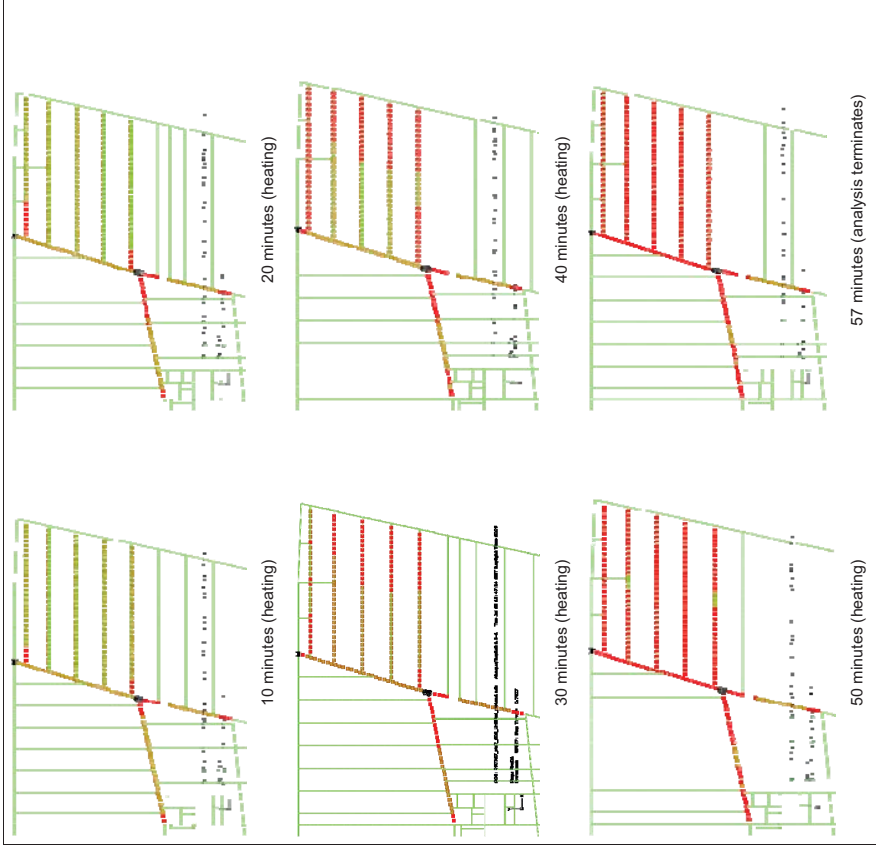 10 minutes (heating)
20 minutes (heating)
30 minutes (heating)
40 minutes (heating)
50 minutes (heating)
57 minutes (analysis terminates)